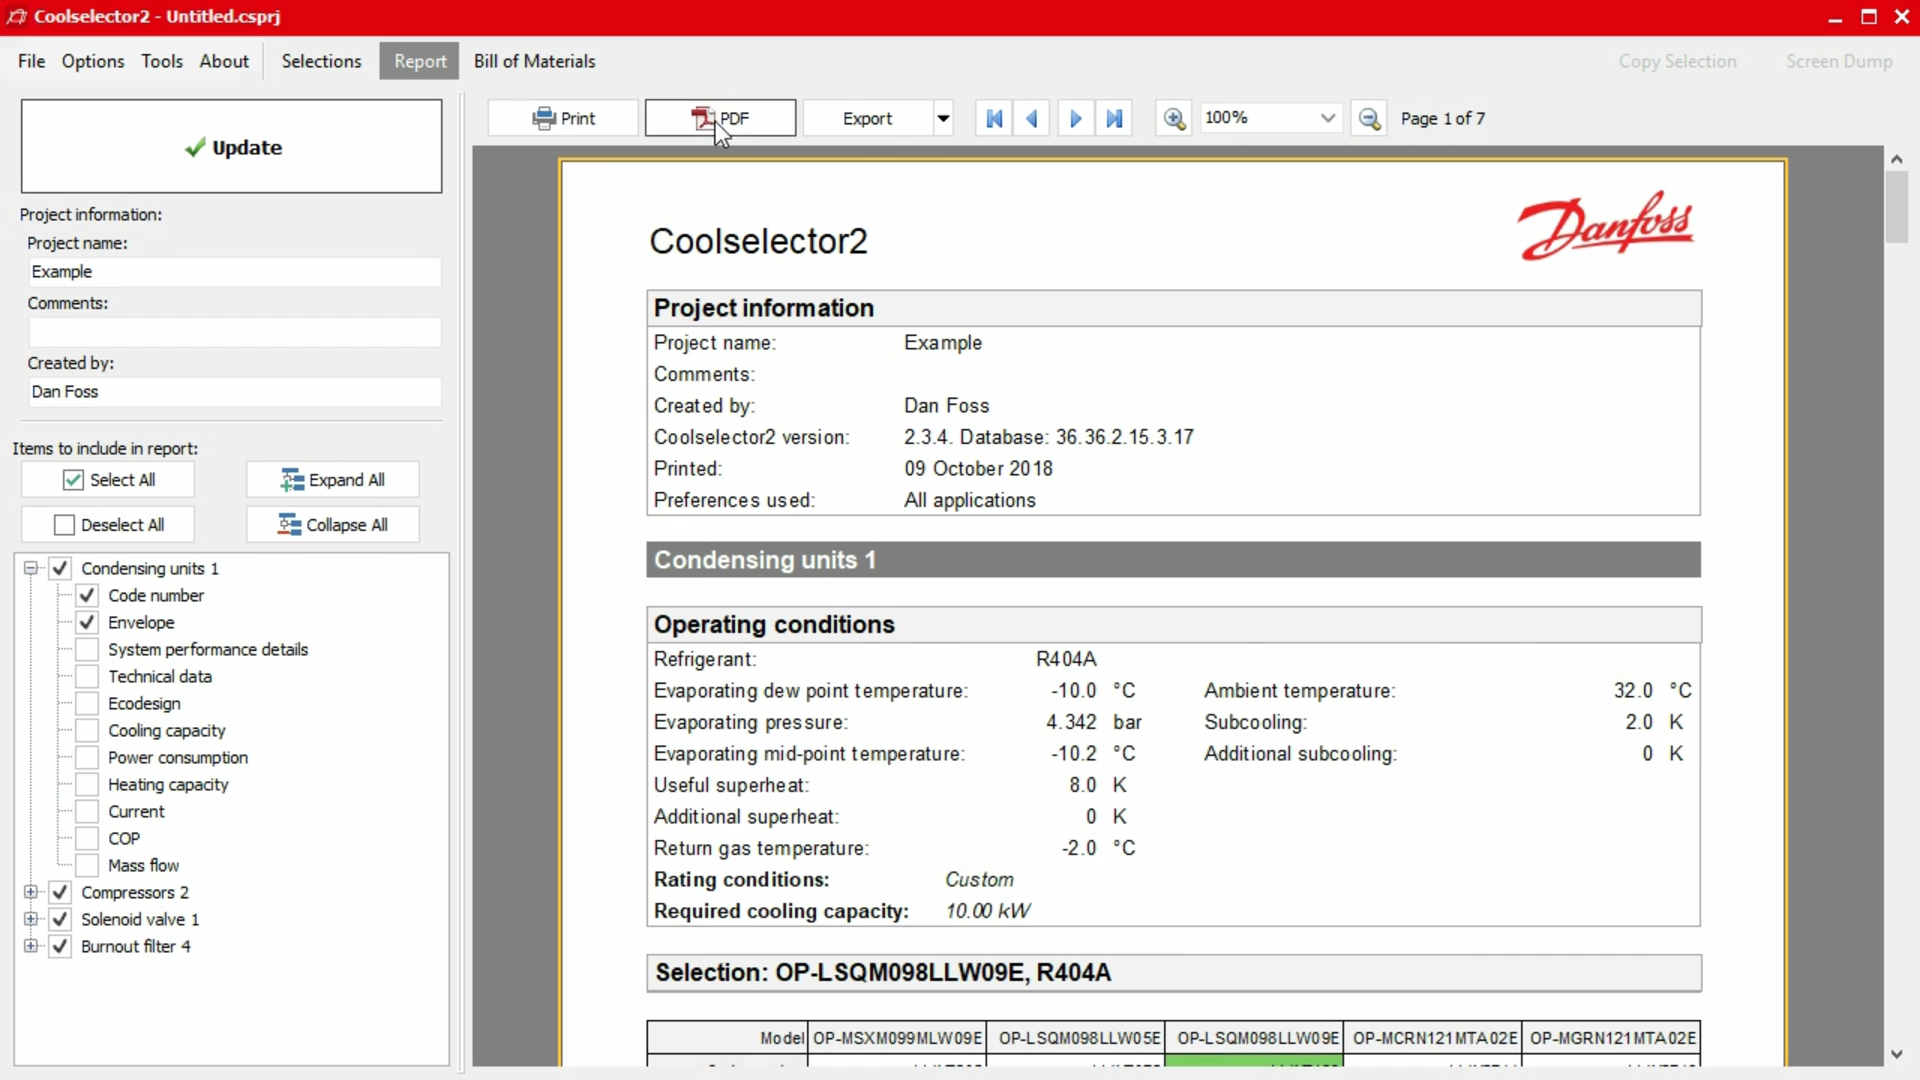 Coolselector2 - Untitled.csprj
File Options Tools About Selections Report Bill of Materials Copy Selection Screen Dump
Update
Project information:
Project name:
Example
Comments:
Created by:
Dan Foss
Items to include in report:
Select All Expand All
Deselect All Collapse All
Condensing units 1
Code number
Envelope
System performance details
Technical data
Ecodesign
Cooling capacity
Power consumption
Heating capacity
Current
COP
Mass flow
Compressors 2
Solenoid valve 1
Burnout filter 4
Print PDF Export 100% Page 1 of 7
Coolselector2
Danfoss
Project information
Project name: Example
Comments:
Created by: Dan Foss
Coolselector2 version: 2.3.4. Database: 36.36.2.15.3.17
Printed: 09 October 2018
Preferences used: All applications
Condensing units 1
Operating conditions
Refrigerant: R404A
Evaporating dew point temperature: -10.0 °C Ambient temperature: 32.0 °C
Evaporating pressure: 4.342 bar Subcooling: 2.0 K
Evaporating mid-point temperature: -10.2 °C Additional subcooling: 0 K
Useful superheat: 8.0 K
Additional superheat: 0 K
Return gas temperature: -2.0 °C
Rating conditions: Custom
Required cooling capacity: 10.00 kW
Selection: OP-LSQM098LLW09E, R404A
Model OP-MSXM099MLW09E OP-LSQM098LLW05E OP-LSQM098LLW09E OP-MCRN121MTA02E OP-MGRN121MTA02E